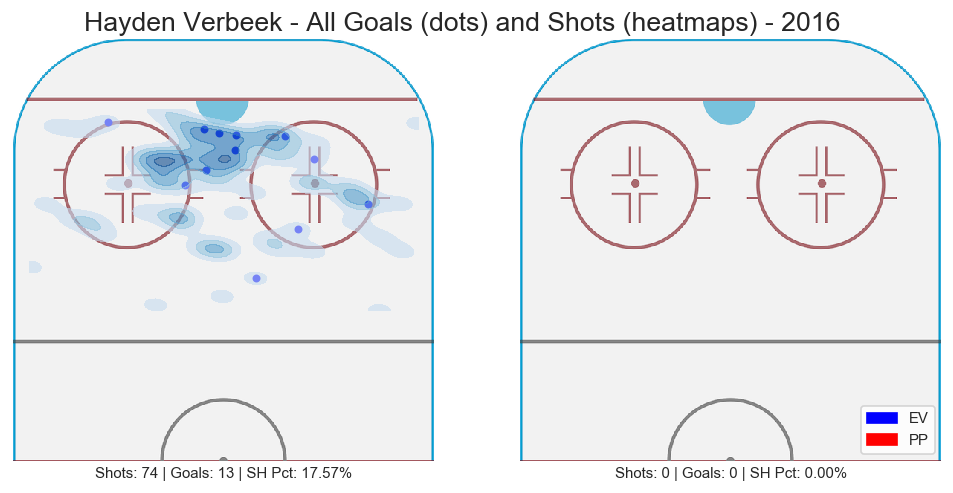 Hayden Verbeek - All Goals (dots) and Shots (heatmaps) - 2016
EV
PP
Shots: 74 | Goals: 13 | SH Pct: 17.57%
Shots: 0 | Goals: 0 | SH Pct: 0.00%